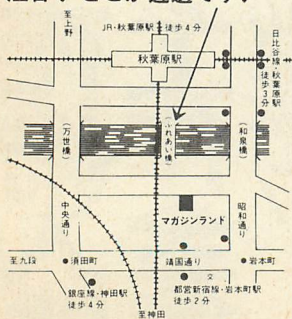 至上野
JR・秋葉原駅 徒歩4分
秋葉原駅
日比谷線・秋葉原駅
徒歩3分
(万世橋)
(ふれあい橋)
(和泉橋)
中央通り
マガジンランド
昭和通り
至九段
須田町
靖国通り
岩本町
文
銀座線・神田駅
徒歩4分
都営新宿線・岩本町駅
徒歩2分
至神田